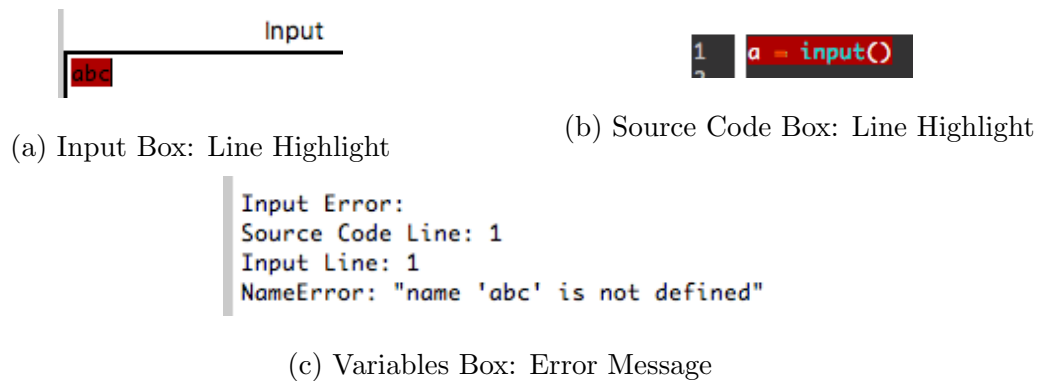 Input
abc
(a) Input Box: Line Highlight
1 a = input()
2
(b) Source Code Box: Line Highlight
Input Error:
Source Code Line: 1
Input Line: 1
NameError: "name 'abc' is not defined"
(c) Variables Box: Error Message